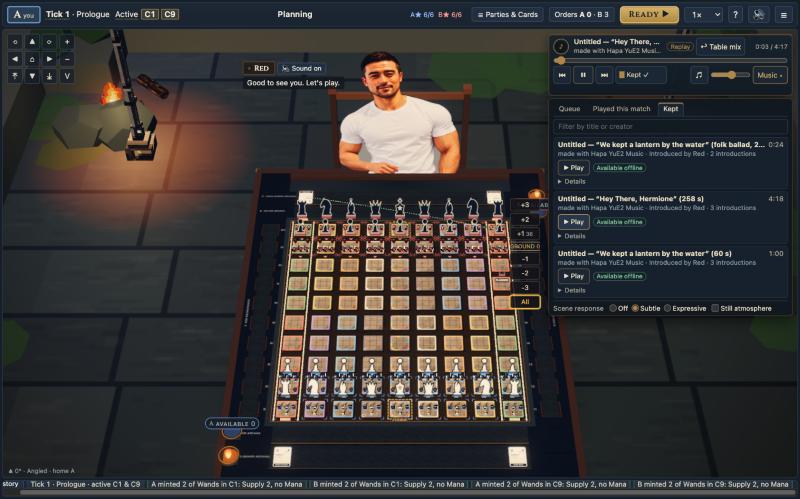 A you
Tick 1 · Prologue Active C1 C9
Planning
A★ 6/6 B★ 6/6
≡ Parties & Cards
Orders A 0 · B 3
READY ▶
1×
?
≡
V
RED
Sound on
Good to see you. Let's play.
Untitled — “Hey There, ...
made with Hapa YuE2 Musi...
Replay
↩ Table mix
0:03 / 4:17
Kept ✓
Music
Queue
Played this match
Kept
Filter by title or creator
Untitled — “We kept a lantern by the water” (folk ballad, 2... 0:24
made with Hapa YuE2 Music · Introduced by Red · 2 introductions
▶ Play
Available offline
▶ Details
Untitled — “Hey There, Hermione” (258 s) 4:18
made with Hapa YuE2 Music · Introduced by Red · 3 introductions
▶ Play
Available offline
▶ Details
Untitled — “We kept a lantern by the water” (60 s) 1:00
made with Hapa YuE2 Music · Introduced by Red · 3 introductions
▶ Play
Available offline
▶ Details
Scene response Off Subtle Expressive Still atmosphere
+3
+2
+1
GROUND 0
-1
-2
-3
All
A AVAILABLE 0
▲ 0° · Angled · home A
story
Tick 1 · Prologue · active C1 & C9
A minted 2 of Wands in C1: Supply 2, no Mana
B minted 2 of Wands in C1: Supply 2, no Mana
A minted 2 of Wands in C9: Supply 2, no Mana
B minted 2 of Wands in C9: Supply 2, no Mana